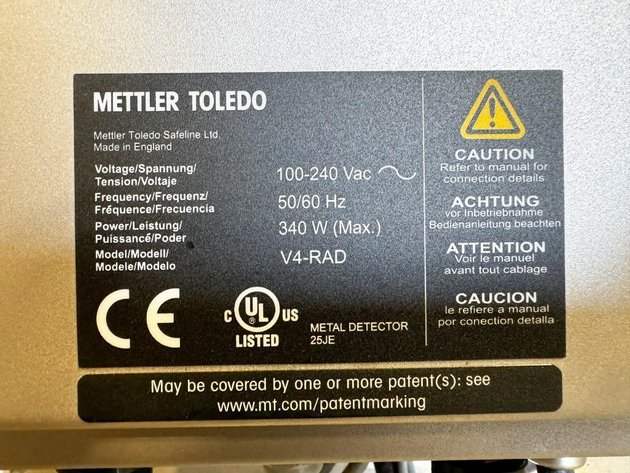 METTLER TOLEDO
Mettler Toledo Safeline Ltd.
Made in England
Voltage/Spannung/
Tension/Voltaje
100-240 Vac
Frequency/Frequenz/
Fréquence/Frecuencia
50/60 Hz
Power/Leistung/
Puissancé/Poder
340 W (Max.)
Model/Modell/
Modele/Modelo
V4-RAD
CE
C UL US
LISTED
METAL DETECTOR
25JE
CAUTION
Refer to manual for
connection details
ACHTUNG
vor Inbetriebnahme
Bedienanleitung beachten
ATTENTION
Voir le manuel
avant tout cablage
CAUCION
le refiere a manual
por conection detalla
May be covered by one or more patent(s): see
www.mt.com/patentmarking